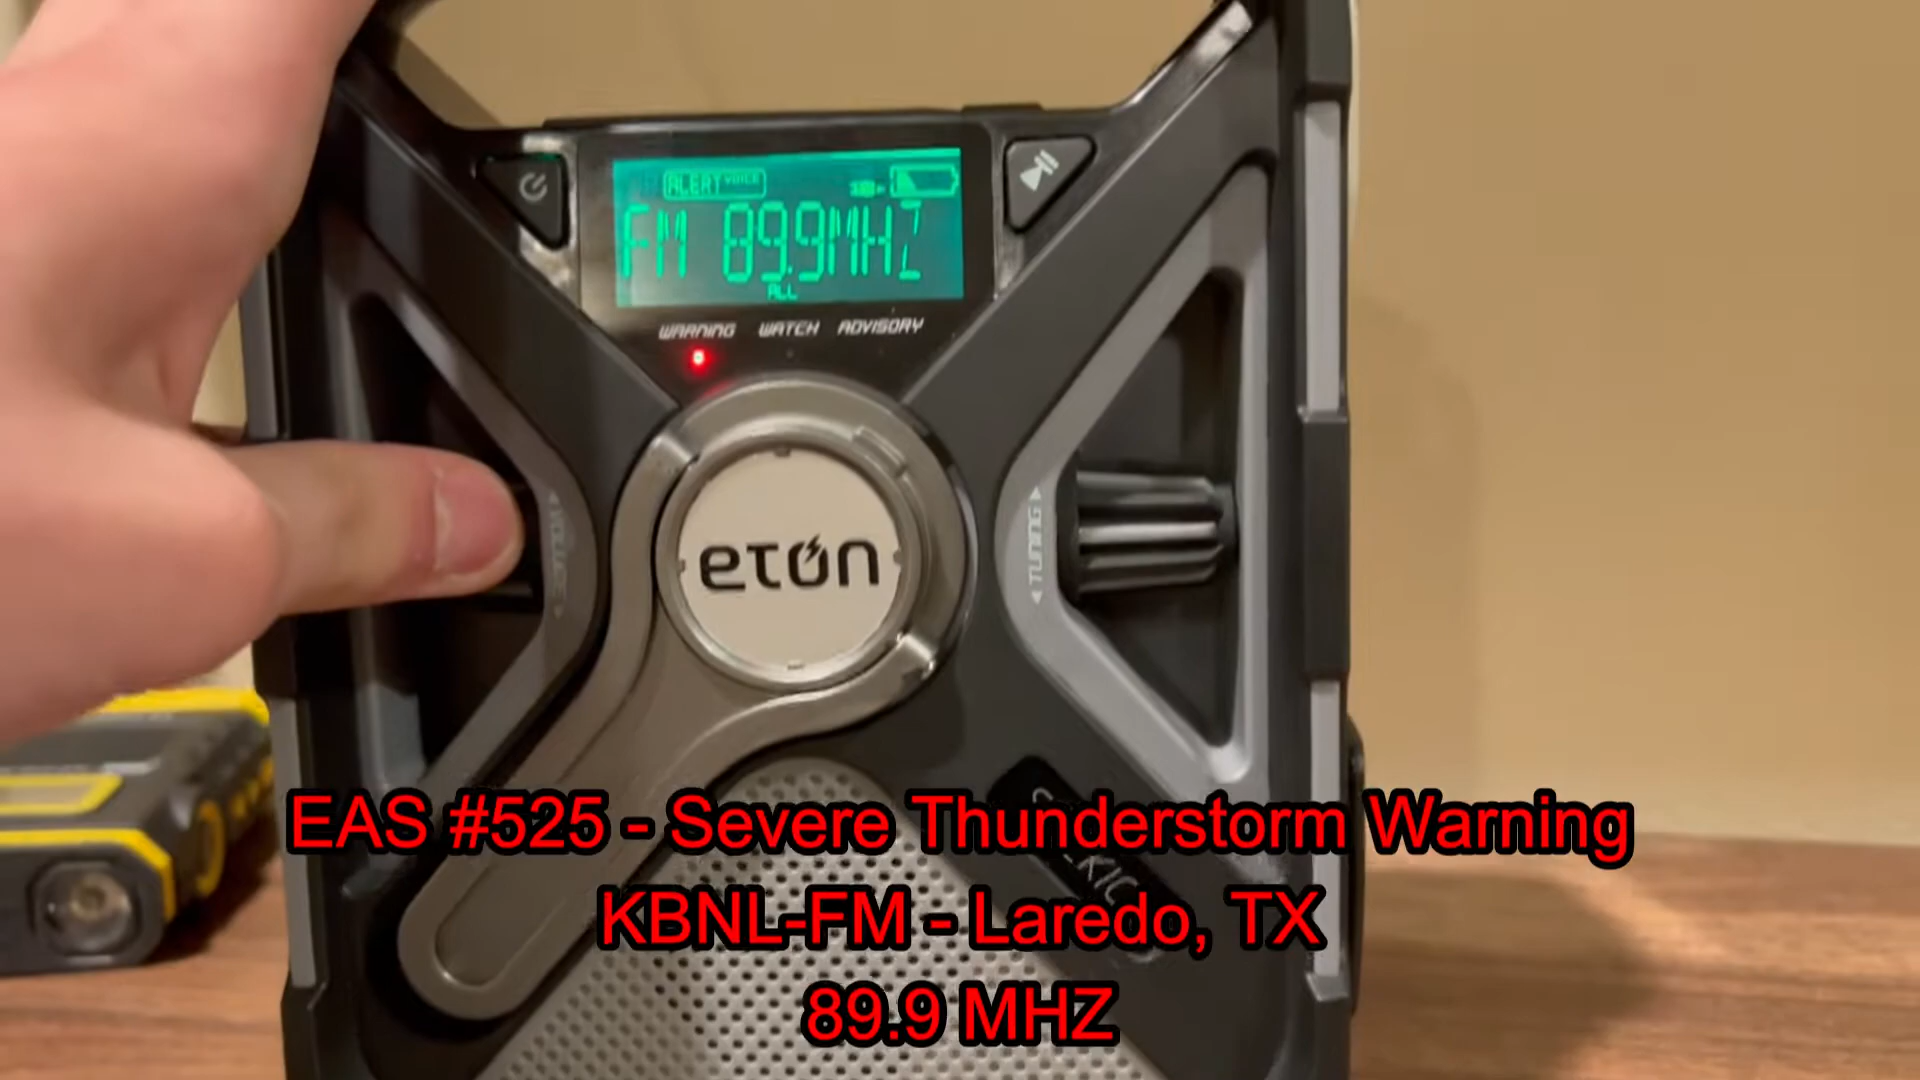 ALERT VOICE
FM 89.9MHZ
ALL
WARNING WATCH ADVISORY
VOLUME
TUNING
etón
EAS #525 - Severe Thunderstorm Warning
KBNL-FM - Laredo, TX
89.9 MHZ